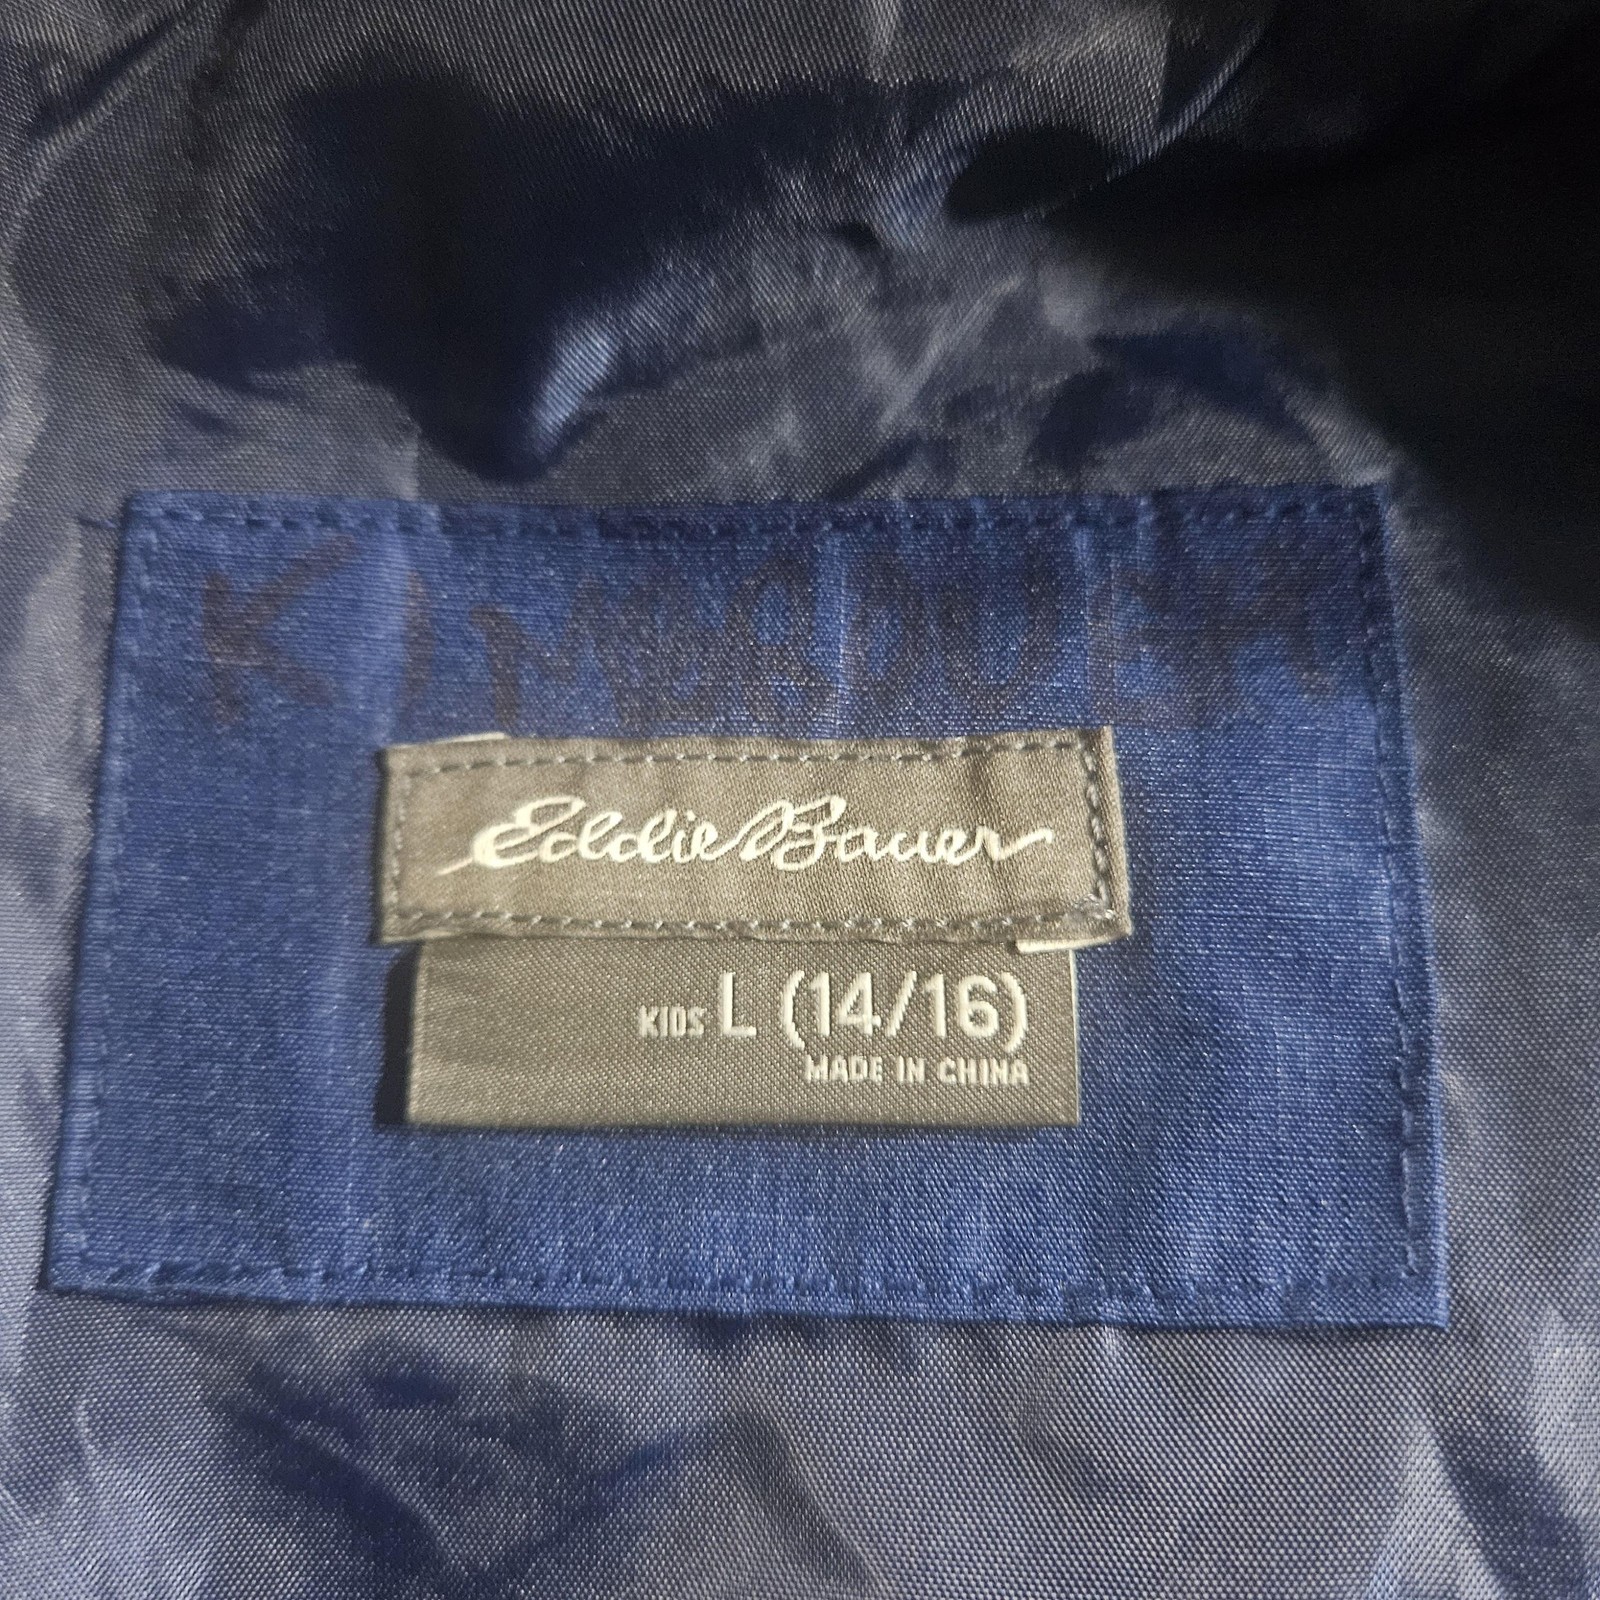 Eddie Bauer
KIDS L (14/16)
MADE IN CHINA